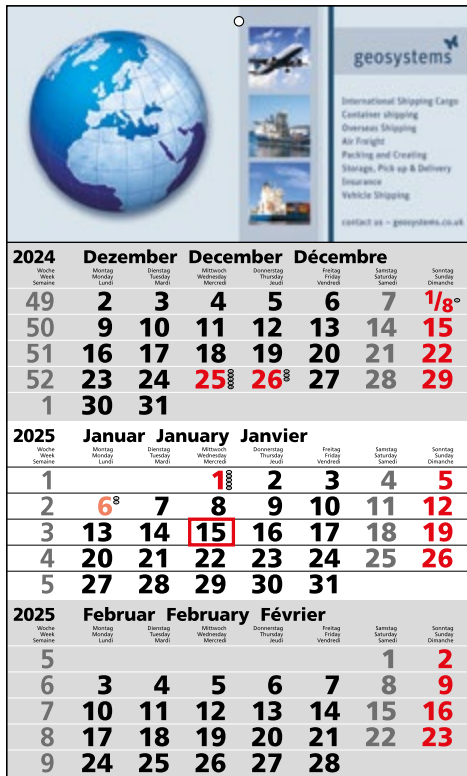 geosystems
International Shipping Cargo
Container shipping
Overseas Shipping
Air Freight
Packing and Creating
Storage, Pick up & Delivery
Insurance
Vehicle Shipping
contact us – geosystems.co.uk
2024 Dezember December Décembre
Woche Montag Dienstag Mittwoch Donnerstag Freitag Samstag Sonntag
Week Monday Tuesday Wednesday Thursday Friday Saturday Sunday
Semaine Lundi Mardi Mercredi Jeudi Vendredi Samedi Dimanche
49 2 3 4 5 6 7 1/8
50 9 10 11 12 13 14 15
51 16 17 18 19 20 21 22
52 23 24 25 26 27 28 29
1 30 31
2025 Januar January Janvier
Woche Montag Dienstag Mittwoch Donnerstag Freitag Samstag Sonntag
Week Monday Tuesday Wednesday Thursday Friday Saturday Sunday
Semaine Lundi Mardi Mercredi Jeudi Vendredi Samedi Dimanche
1 1 2 3 4 5
2 6 7 8 9 10 11 12
3 13 14 15 16 17 18 19
4 20 21 22 23 24 25 26
5 27 28 29 30 31
2025 Februar February Février
Woche Montag Dienstag Mittwoch Donnerstag Freitag Samstag Sonntag
Week Monday Tuesday Wednesday Thursday Friday Saturday Sunday
Semaine Lundi Mardi Mercredi Jeudi Vendredi Samedi Dimanche
5 1 2
6 3 4 5 6 7 8 9
7 10 11 12 13 14 15 16
8 17 18 19 20 21 22 23
9 24 25 26 27 28